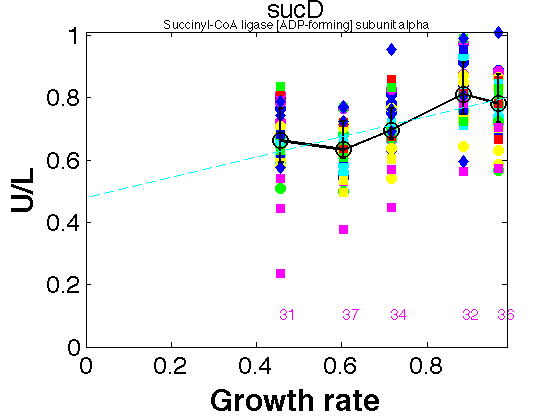 sucD
Succinyl-CoA ligase [ADP-forming] subunit alpha
1
0.8
0.6
0.4
0.2
0
U/L
31 37 34 32 36
0 0.2 0.4 0.6 0.8
Growth rate